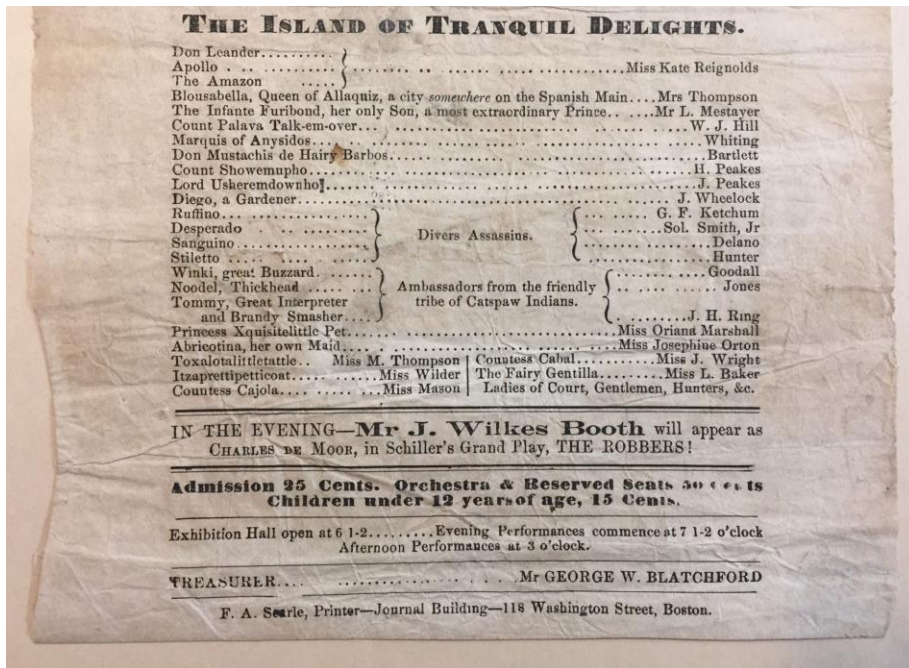 THE ISLAND OF TRANQUIL DELIGHTS.
Don Leander..........
Apollo . .. .......... ........ .. ...... .... ....................Miss Kate Reignolds
The Amazon .....
Blousabella, Queen of Allaquiz, a city somewhere on the Spanish Main....Mrs Thompson
The Infante Furibond, her only Son, a most extraordinary Prince.. .....Mr L. Mestayer
Count Palava Talk-em-over... ........................................W. J. Hill
Marquis of Anysidos.....................................................Whiting
Don Mustachis de Hairy Barbos...........................................Bartlett
Count Showemupho......................................................H. Peakes
Lord Usheremdownho!...................................................J. Peakes
Diego, a Gardener....................................................J. Wheelock
Ruffino... ................ ....... ......... G. F. Ketchum
Desperado . .. ........... ..........Sol. Smith, Jr
Divers Assassins.
Sanguino .................. ....................Delano
Stiletto ..... ..... ...... ....................Hunter
Winki, great Buzzard........ ....................Goodall
Noodel, Thickhead ..... ... Ambassadors from the friendly .. .................. Jones
Tommy, Great Interpreter tribe of Catspaw Indians.
and Brandy Smasher.... . .........J. H. Ring
Princess Xquisitelittle Pet......................................Miss Oriana Marshall
Abricotina, her own Maid.... ....................................Miss Josephine Orton
Toxalotalittletattle.. Miss M. Thompson | Countess Cabal...........Miss J. Wright
Itzaprettipetticoat...... ......Miss Wilder | The Fairy Gentilla........Miss L. Baker
Countess Cajola.... ..... ...Miss Mason | Ladies of Court, Gentlemen, Hunters, &c.
IN THE EVENING—Mr J. Wilkes Booth will appear as
CHARLES DE MOOR, in Schiller's Grand Play, THE ROBBERS!
Admission 25 Cents. Orchestra & Reserved Seats 50 Cents
Children under 12 years of age, 15 Cents.
Exhibition Hall open at 6 1-2.........Evening Performances commence at 7 1-2 o'clock
Afternoon Performances at 3 o'clock.
TREASURER.... ................. . . . .Mr GEORGE W. BLATCHFORD
F. A. Searle, Printer—Journal Building—118 Washington Street, Boston.